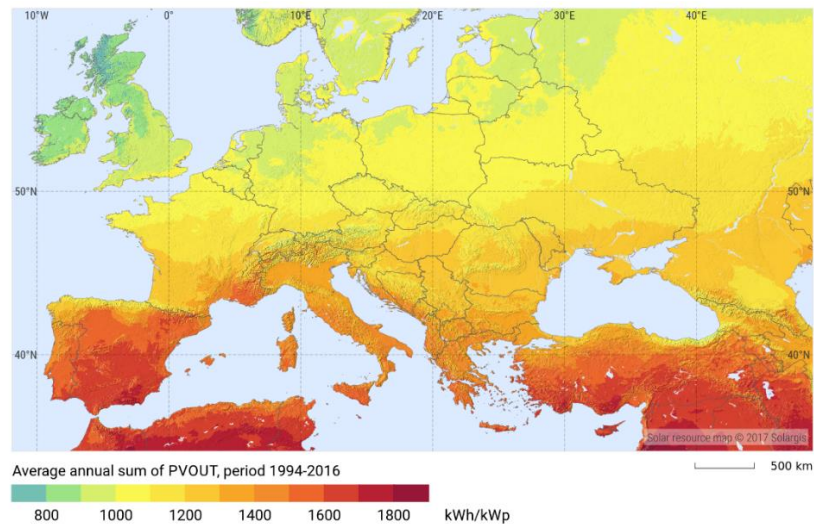 10°W 0° 10°E 20°E 30°E 40°E
50°N 50°N
40°N 40°N
Solar resource map © 2017 Solargis
Average annual sum of PVOUT, period 1994-2016
500 km
800 1000 1200 1400 1600 1800 kWh/kWp